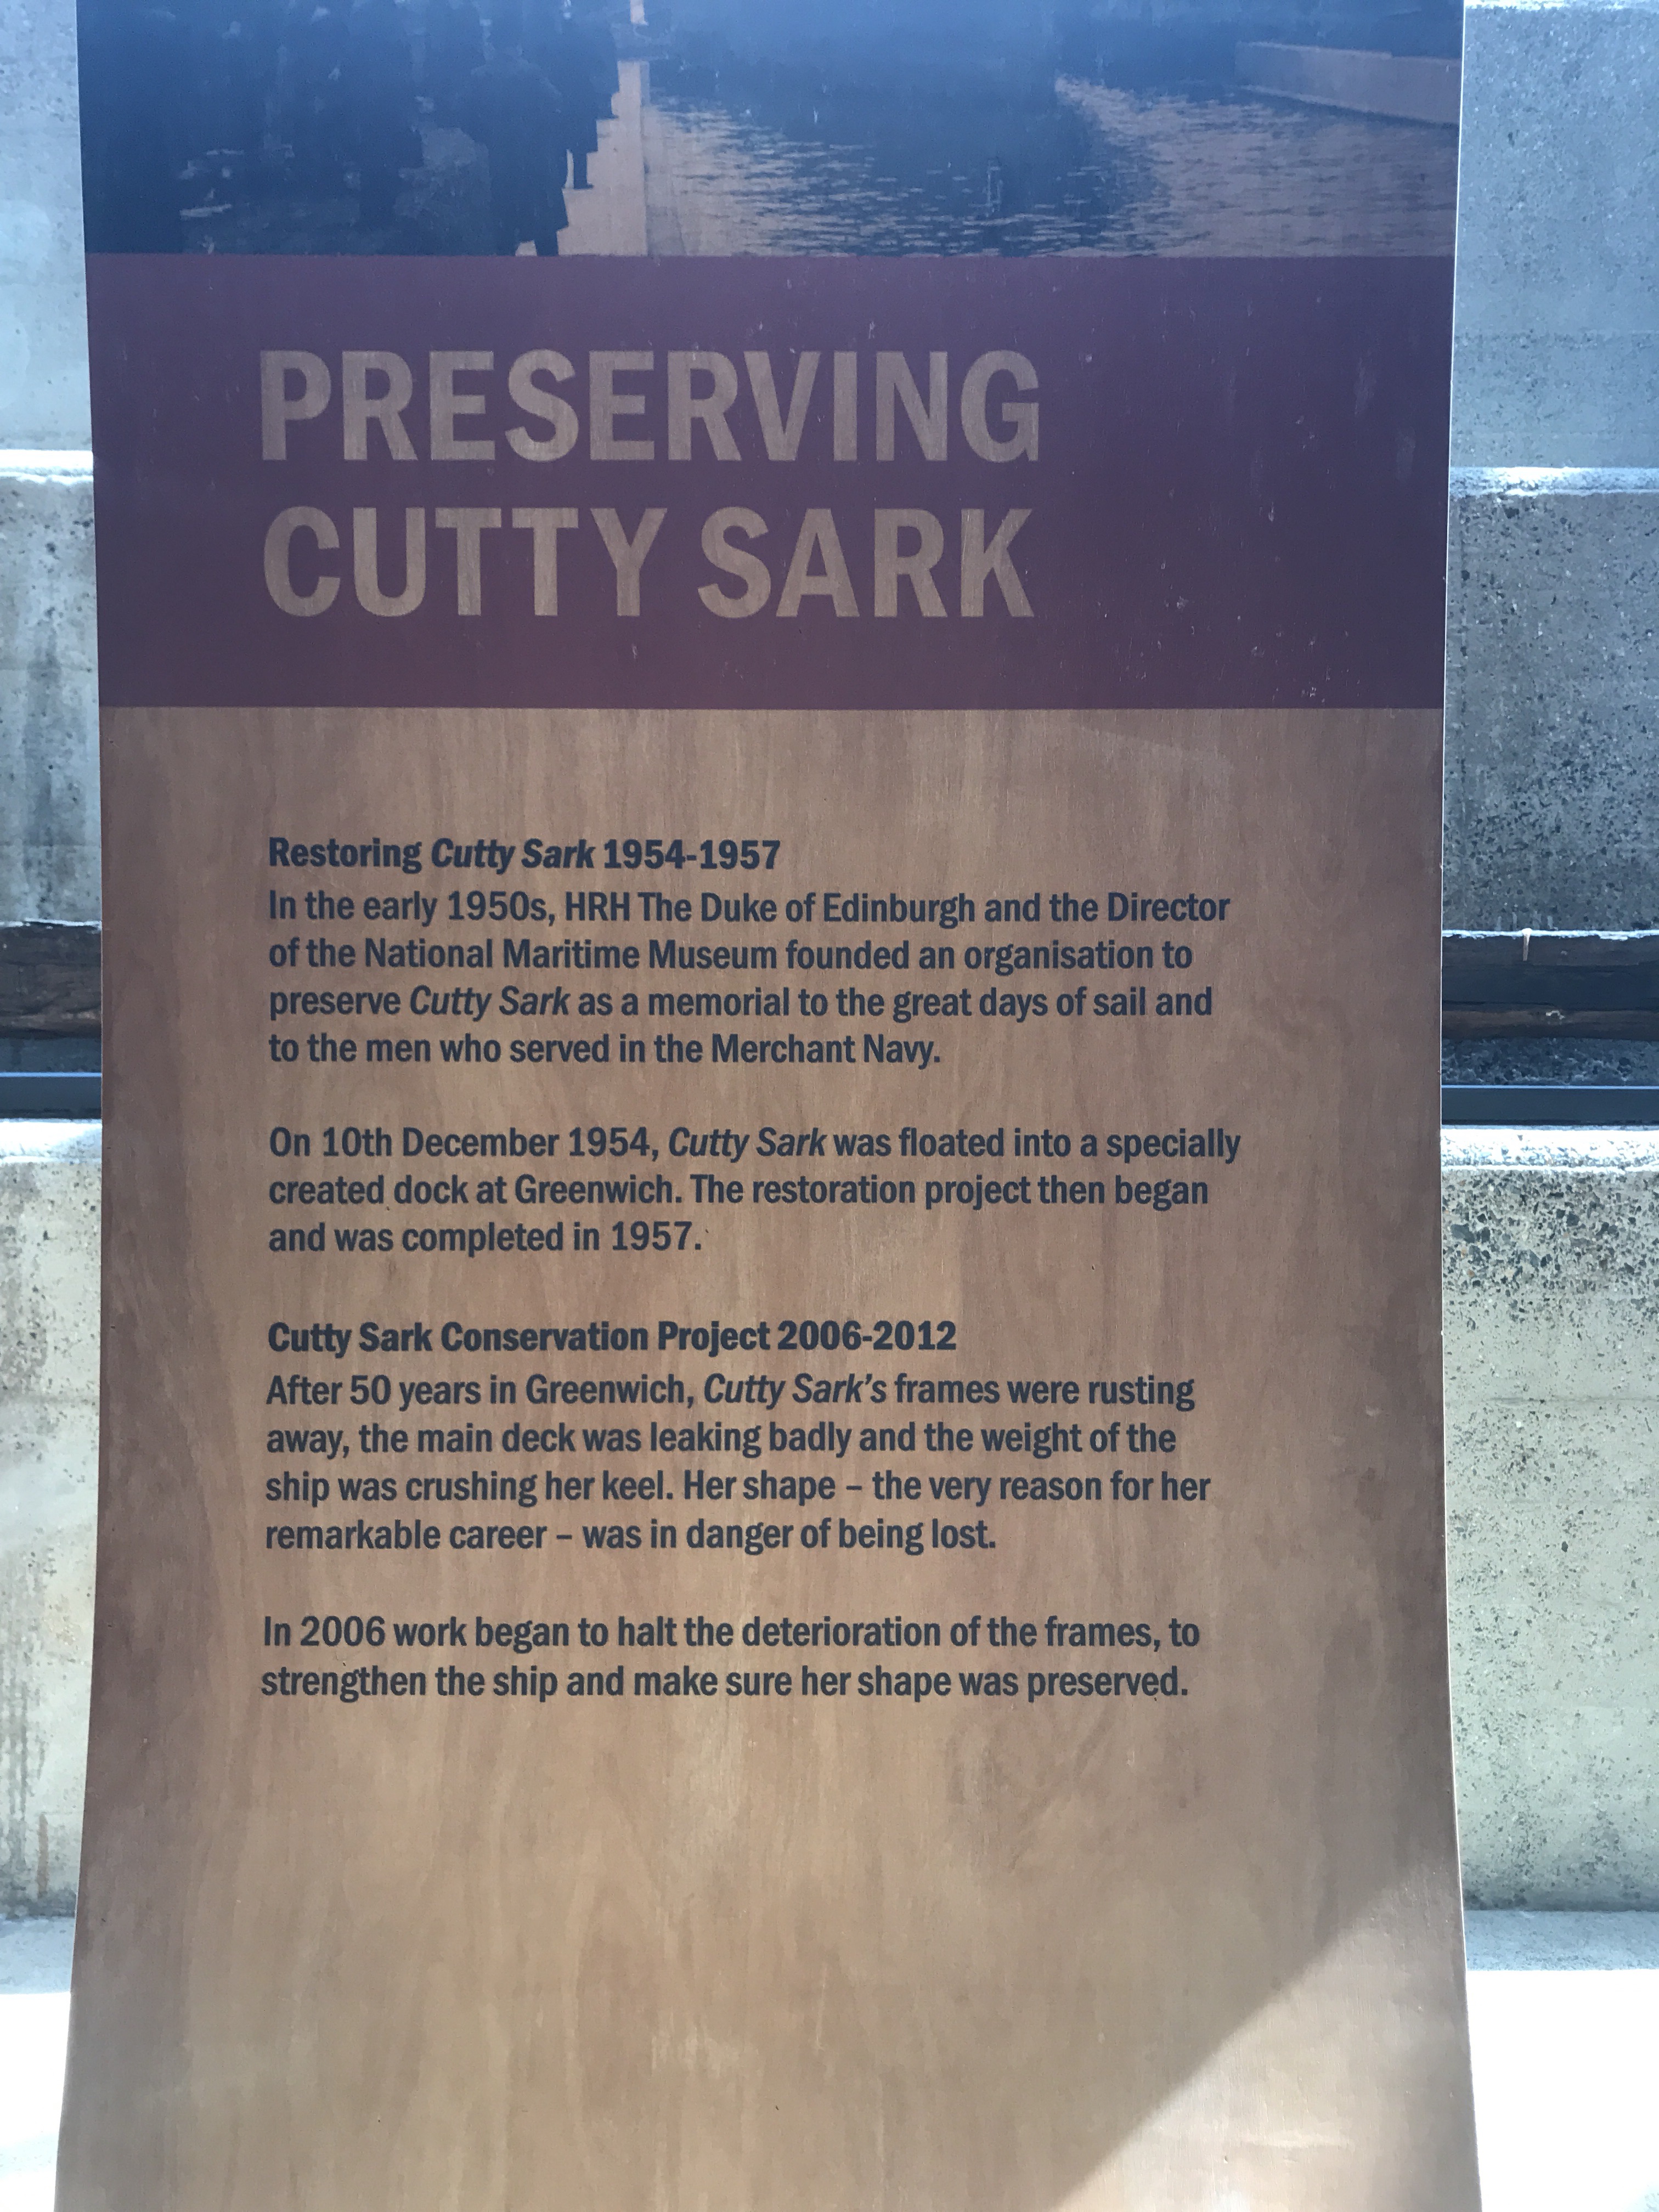 PRESERVING
CUTTY SARK
Restoring Cutty Sark 1954-1957
In the early 1950s, HRH The Duke of Edinburgh and the Director
of the National Maritime Museum founded an organisation to
preserve Cutty Sark as a memorial to the great days of sail and
to the men who served in the Merchant Navy.
On 10th December 1954, Cutty Sark was floated into a specially
created dock at Greenwich. The restoration project then began
and was completed in 1957.
Cutty Sark Conservation Project 2006-2012
After 50 years in Greenwich, Cutty Sark’s frames were rusting
away, the main deck was leaking badly and the weight of the
ship was crushing her keel. Her shape – the very reason for her
remarkable career – was in danger of being lost.
In 2006 work began to halt the deterioration of the frames, to
strengthen the ship and make sure her shape was preserved.